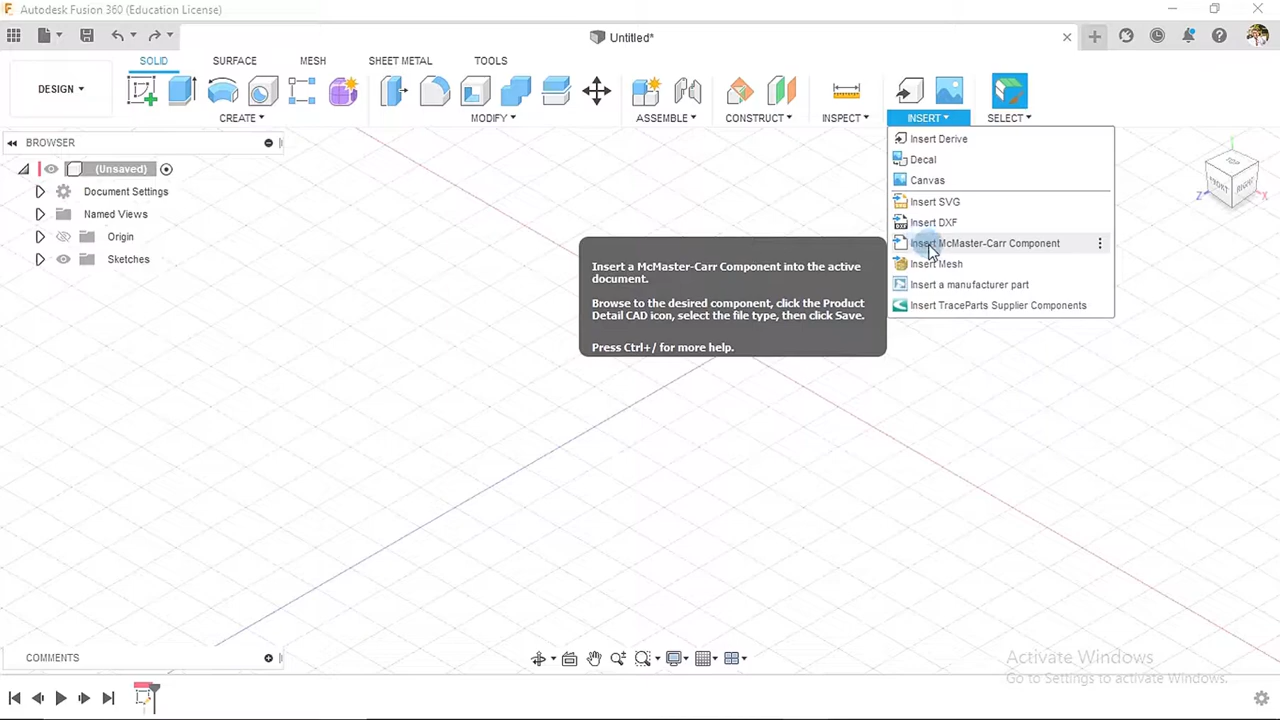 Autodesk Fusion 360 (Education License)
Untitled*
DESIGN
SOLID
SURFACE
MESH
SHEET METAL
TOOLS
CREATE
MODIFY
ASSEMBLE
CONSTRUCT
INSPECT
INSERT
SELECT
BROWSER
(Unsaved)
Document Settings
Named Views
Origin
Sketches
Insert Derive
Decal
Canvas
Insert SVG
Insert DXF
Insert McMaster-Carr Component
Insert Mesh
Insert a manufacturer part
Insert TraceParts Supplier Components
Insert a McMaster-Carr Component into the active
document.
Browse to the desired component, click the Product
Detail CAD icon, select the file type, then click Save.
Press Ctrl+/ for more help.
TOP
FRONT
RIGHT
Y
Z
X
COMMENTS
Activate Windows
Go to Settings to activate Windows.